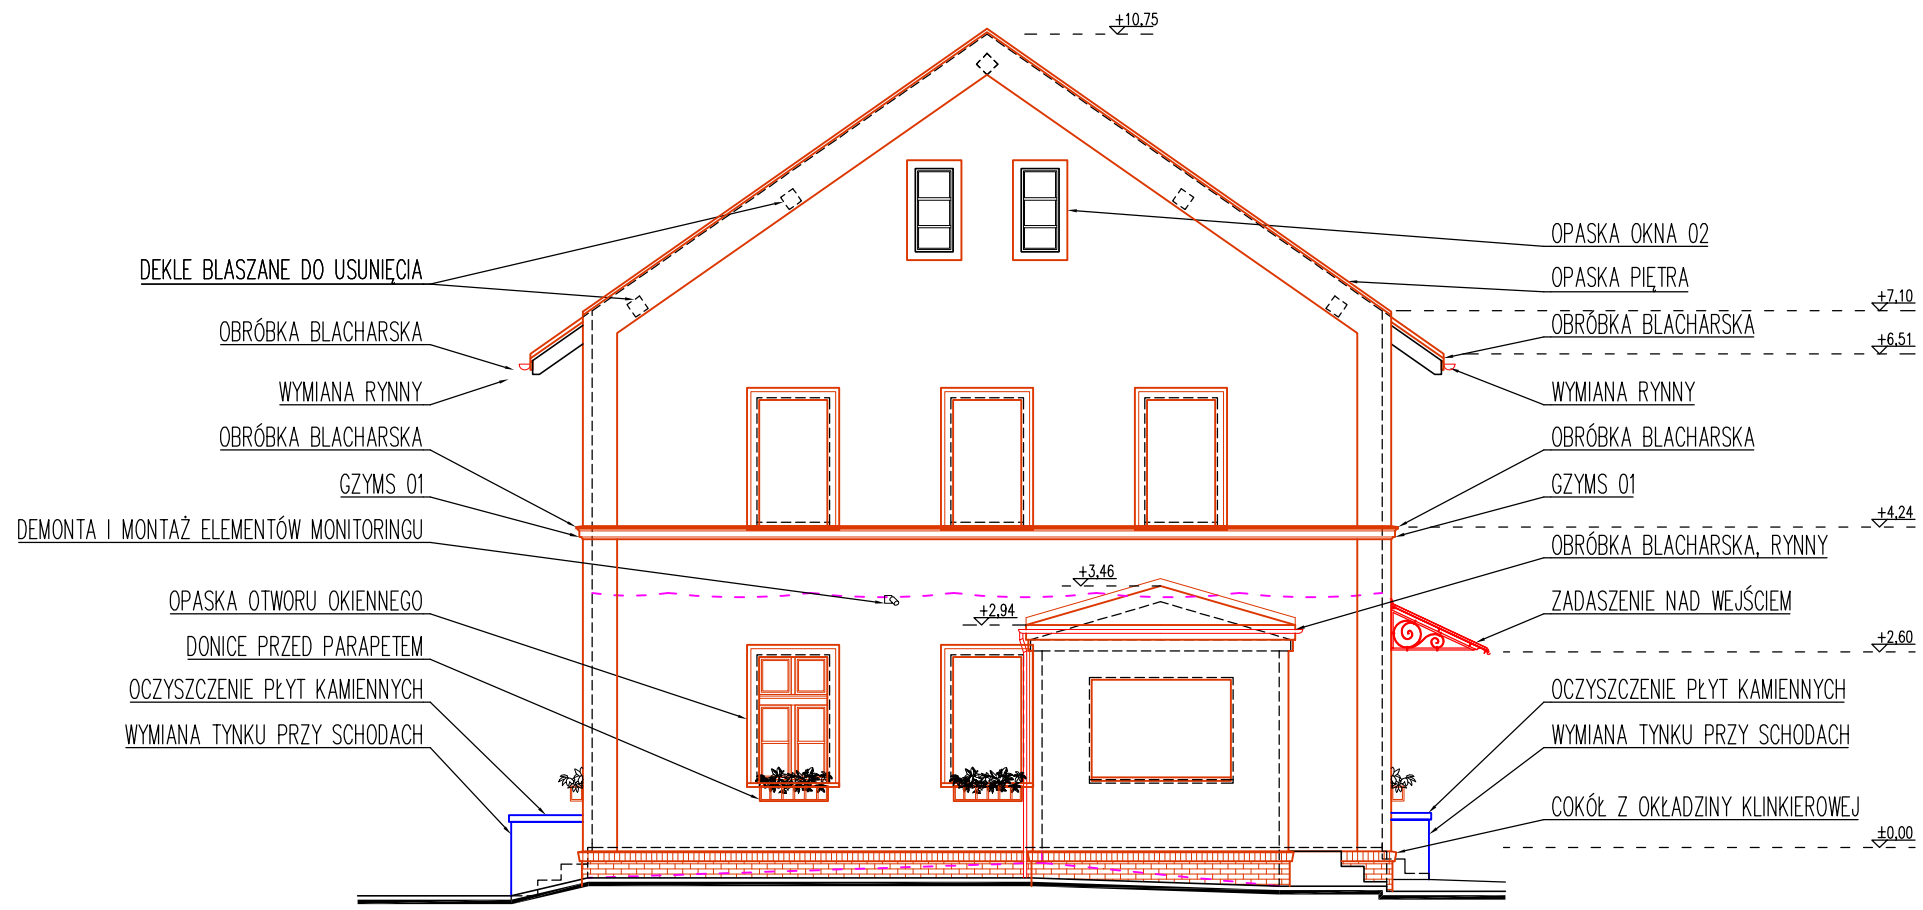 +10,75
DEKLE BLASZANE DO USUNIĘCIA
OBRÓBKA BLACHARSKA
WYMIANA RYNNY
OBRÓBKA BLACHARSKA
GZYMS 01
DEMONTA I MONTAŻ ELEMENTÓW MONITORINGU
OPASKA OTWORU OKIENNEGO
DONICE PRZED PARAPETEM
OCZYSZCZENIE PŁYT KAMIENNYCH
WYMIANA TYNKU PRZY SCHODACH
+3,46
+2,94
OPASKA OKNA 02
OPASKA PIĘTRA
OBRÓBKA BLACHARSKA
WYMIANA RYNNY
OBRÓBKA BLACHARSKA
GZYMS 01
OBRÓBKA BLACHARSKA, RYNNY
ZADASZENIE NAD WEJŚCIEM
OCZYSZCZENIE PŁYT KAMIENNYCH
WYMIANA TYNKU PRZY SCHODACH
COKÓŁ Z OKŁADZINY KLINKIEROWEJ
+7,10
+6,51
+4,24
+2,60
±0,00